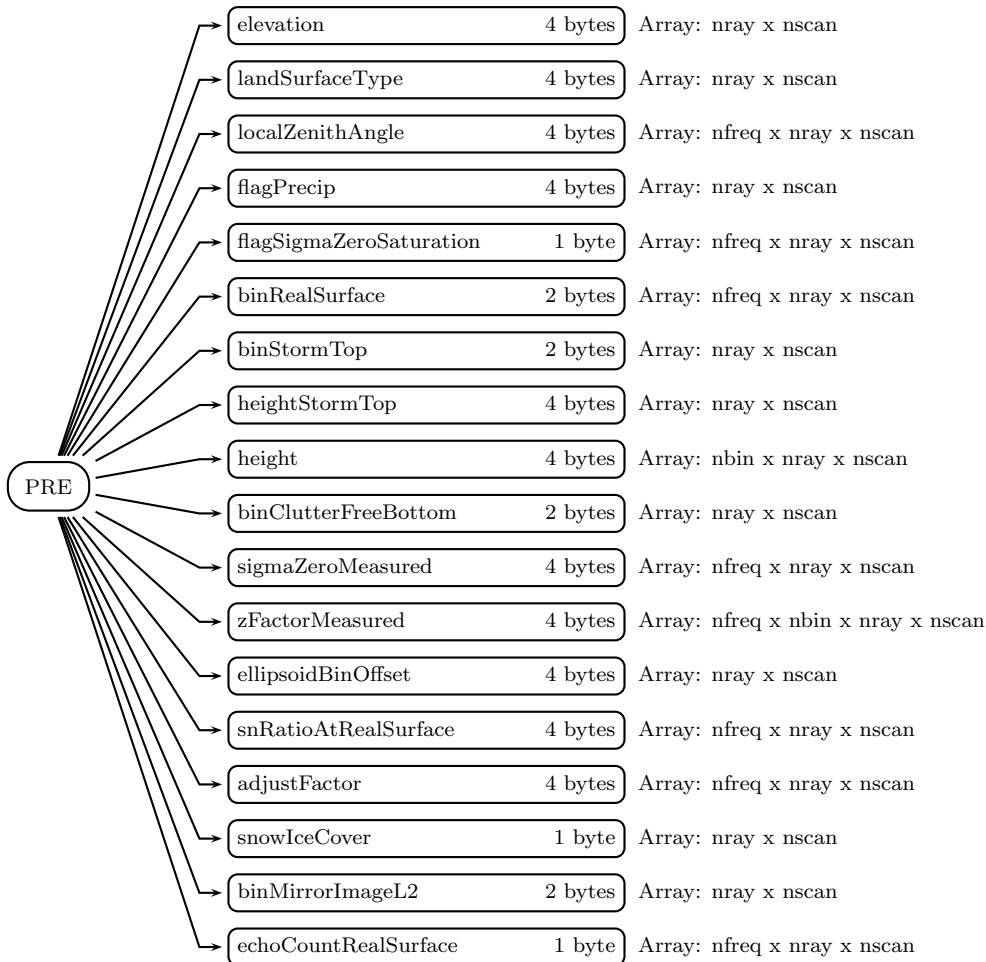 elevation 4 bytes Array: nray x nscan
landSurfaceType 4 bytes Array: nray x nscan
localZenithAngle 4 bytes Array: nfreq x nray x nscan
flagPrecip 4 bytes Array: nray x nscan
flagSigmaZeroSaturation 1 byte Array: nfreq x nray x nscan
binRealSurface 2 bytes Array: nfreq x nray x nscan
binStormTop 2 bytes Array: nray x nscan
heightStormTop 4 bytes Array: nray x nscan
height 4 bytes Array: nbin x nray x nscan
PRE
binClutterFreeBottom 2 bytes Array: nray x nscan
sigmaZeroMeasured 4 bytes Array: nfreq x nray x nscan
zFactorMeasured 4 bytes Array: nfreq x nbin x nray x nscan
ellipsoidBinOffset 4 bytes Array: nray x nscan
snRatioAtRealSurface 4 bytes Array: nfreq x nray x nscan
adjustFactor 4 bytes Array: nfreq x nray x nscan
snowIceCover 1 byte Array: nray x nscan
binMirrorImageL2 2 bytes Array: nray x nscan
echoCountRealSurface 1 byte Array: nfreq x nray x nscan